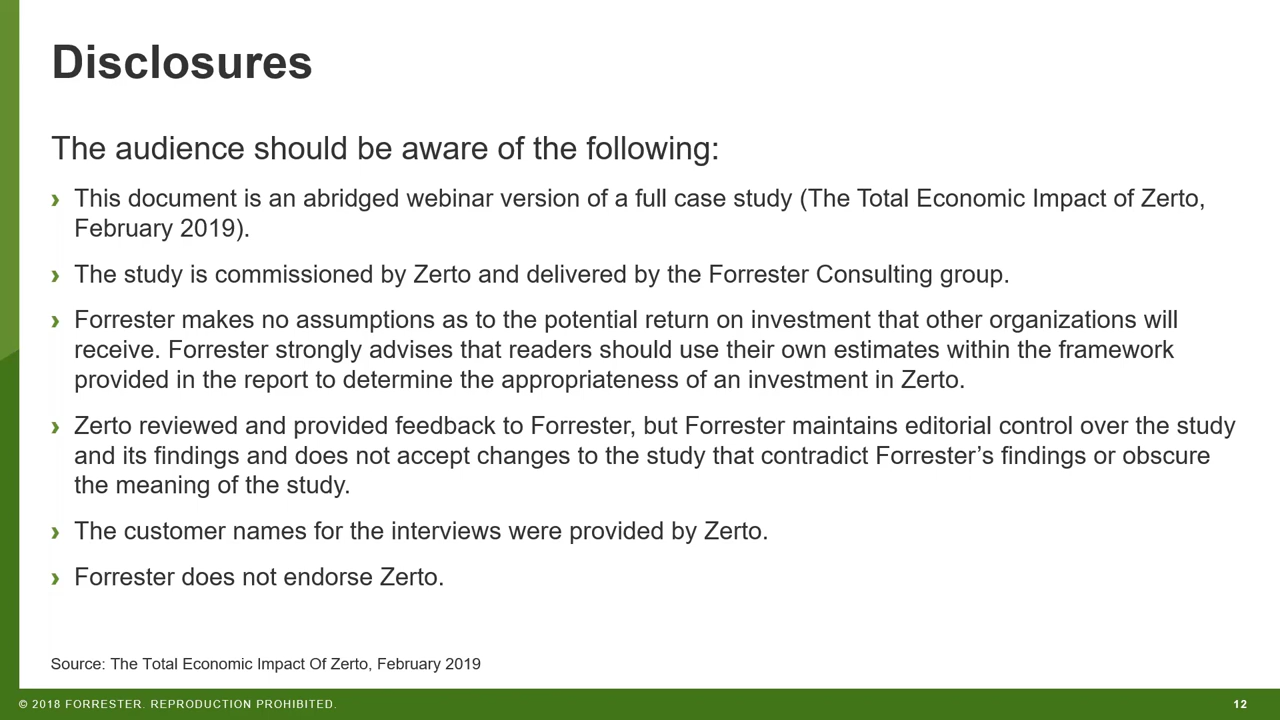 Disclosures
The audience should be aware of the following:
› This document is an abridged webinar version of a full case study (The Total Economic Impact of Zerto,
February 2019).
› The study is commissioned by Zerto and delivered by the Forrester Consulting group.
› Forrester makes no assumptions as to the potential return on investment that other organizations will
receive. Forrester strongly advises that readers should use their own estimates within the framework
provided in the report to determine the appropriateness of an investment in Zerto.
› Zerto reviewed and provided feedback to Forrester, but Forrester maintains editorial control over the study
and its findings and does not accept changes to the study that contradict Forrester’s findings or obscure
the meaning of the study.
› The customer names for the interviews were provided by Zerto.
› Forrester does not endorse Zerto.
Source: The Total Economic Impact Of Zerto, February 2019
© 2018 FORRESTER. REPRODUCTION PROHIBITED.
12